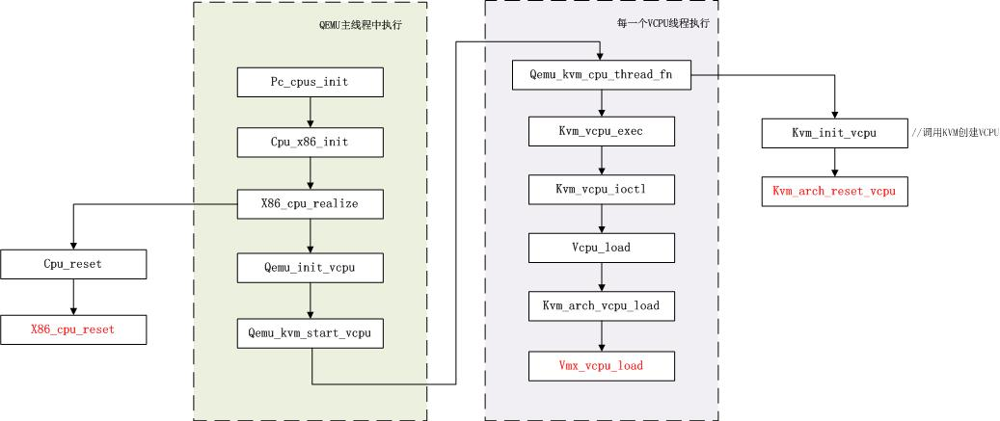 QEMU主线程中执行
Pc_cpus_init
Cpu_x86_init
X86_cpu_realize
Cpu_reset
X86_cpu_reset
Qemu_init_vcpu
Qemu_kvm_start_vcpu
每一个VCPU线程执行
Qemu_kvm_cpu_thread_fn
Kvm_vcpu_exec
Kvm_vcpu_ioctl
Vcpu_load
Kvm_arch_vcpu_load
Vmx_vcpu_load
Kvm_init_vcpu
//调用KVM创建VCPU
Kvm_arch_reset_vcpu